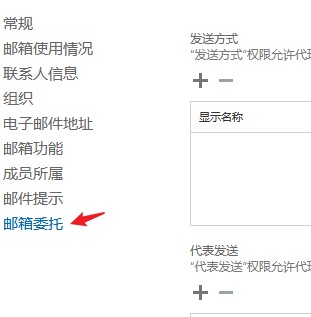 常规
邮箱使用情况
联系人信息
组织
电子邮件地址
邮箱功能
成员所属
邮件提示
邮箱委托
发送方式
"发送方式"权限允许代理
显示名称
代表发送
"代表发送"权限允许代理